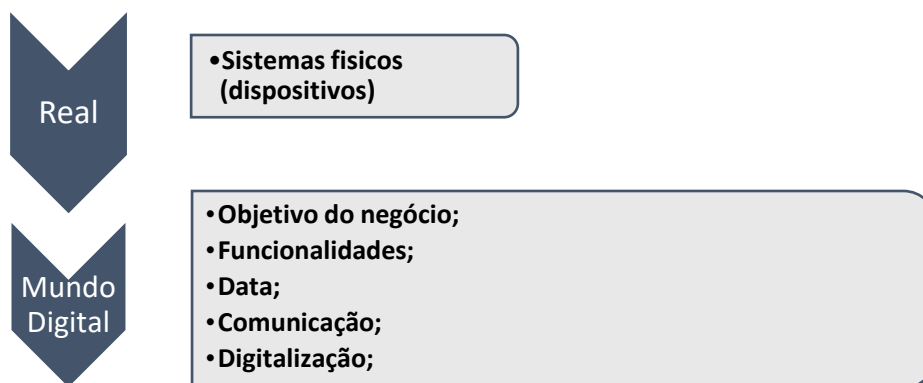 Real
•Sistemas fisicos
(dispositivos)
Mundo
Digital
•Objetivo do negócio;
•Funcionalidades;
•Data;
•Comunicação;
•Digitalização;